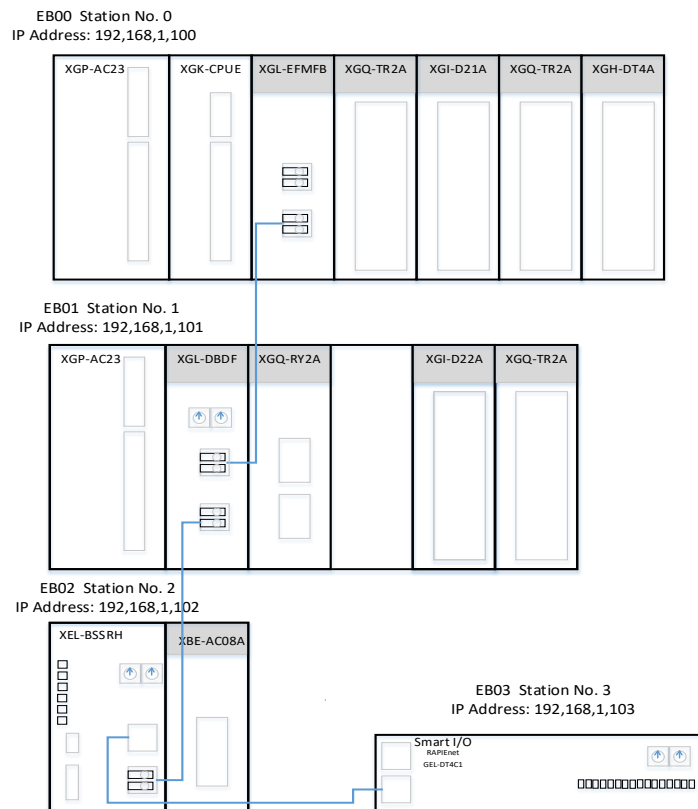 EB00 Station No. 0
IP Address: 192,168,1,100
XGP-AC23 XGK-CPUE XGL-EFMFB XGQ-TR2A XGI-D21A XGQ-TR2A XGH-DT4A
EB01 Station No. 1
IP Address: 192,168,1,101
XGP-AC23 XGL-DBDF XGQ-RY2A XGI-D22A XGQ-TR2A
EB02 Station No. 2
IP Address: 192,168,1,102
XEL-BSSRH XBE-AC08A
EB03 Station No. 3
IP Address: 192,168,1,103
Smart I/O
RAPIEnet
GEL-DT4C1